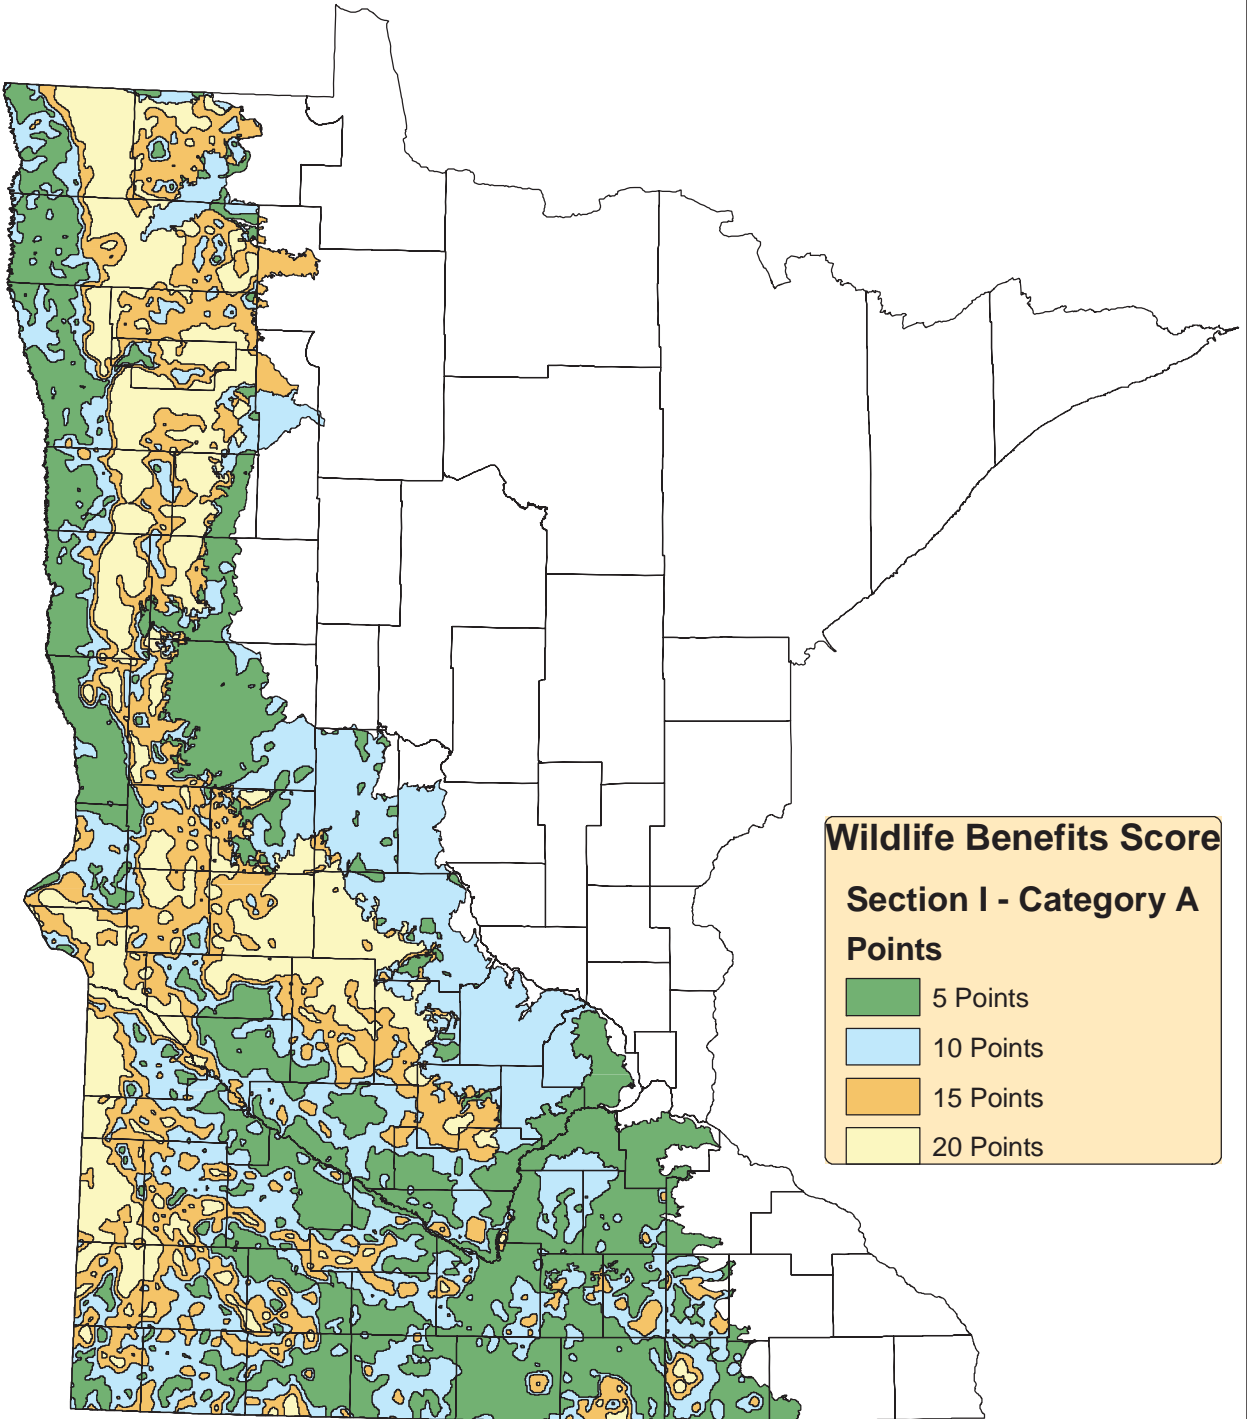 Wildlife Benefits Score
Section I - Category A
Points
5 Points
10 Points
15 Points
20 Points